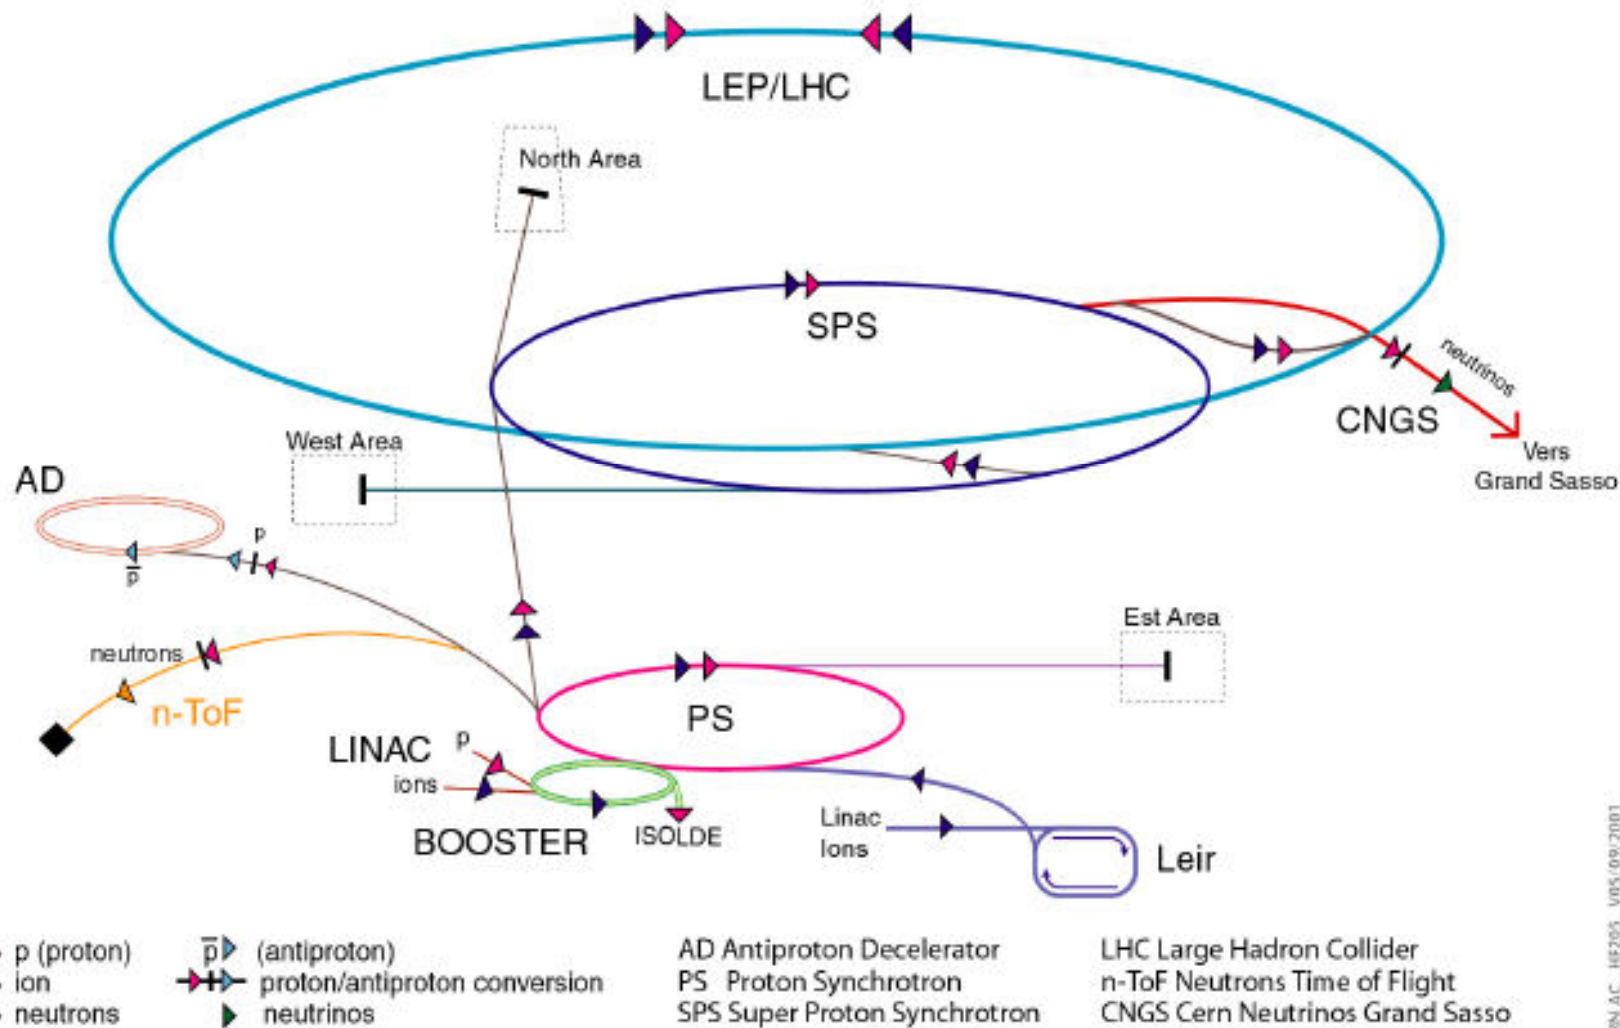 LEP/LHC
North Area
SPS
neutrinos
CNGS
Vers
Grand Sasso
West Area
AD
p
p̅
Est Area
neutrons
n-ToF
PS
LINAC
p
ions
BOOSTER
ISOLDE
Linac
Ions
Leir
p (proton)
ion
neutrons
p̅ (antiproton)
proton/antiproton conversion
neutrinos
AD Antiproton Decelerator
PS Proton Synchrotron
SPS Super Proton Synchrotron
LHC Large Hadron Collider
n-ToF Neutrons Time of Flight
CNGS Cern Neutrinos Grand Sasso